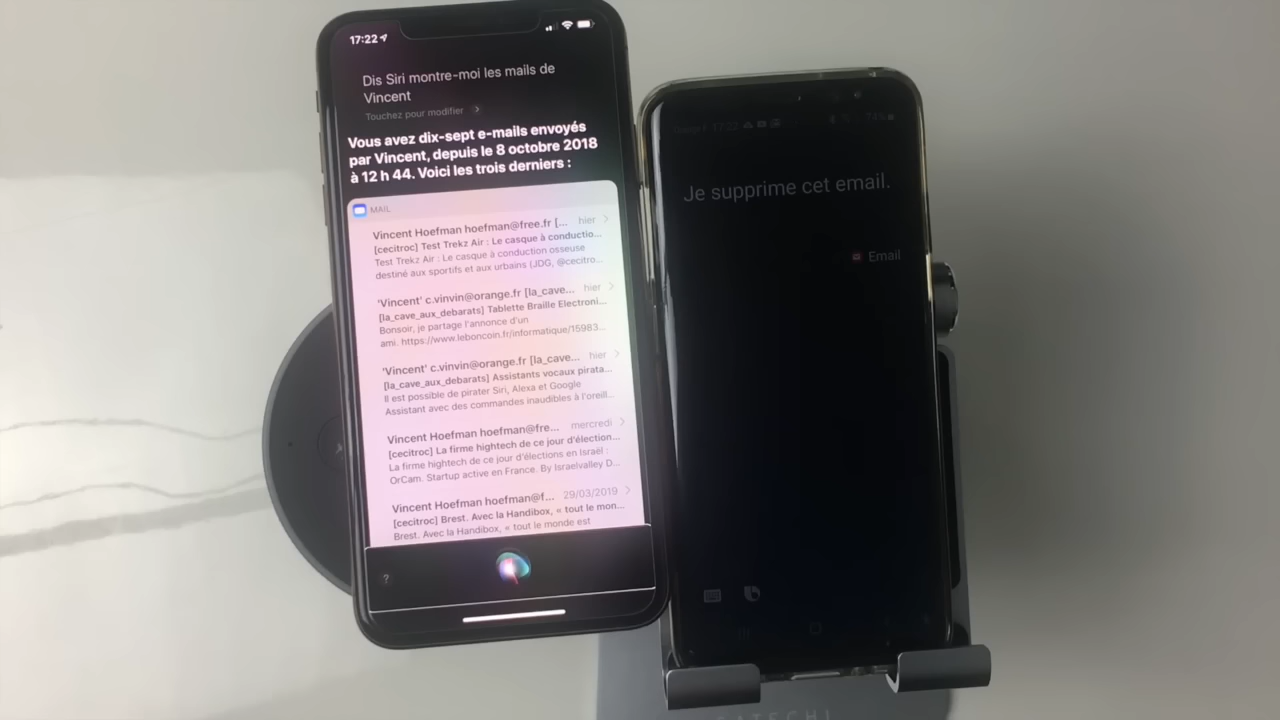 17:22
Dis Siri montre-moi les mails de
Vincent
Touchez pour modifier
Vous avez dix-sept e-mails envoyés
par Vincent, depuis le 8 octobre 2018
à 12 h 44. Voici les trois derniers :
MAIL
Vincent Hoefman hoefman@free.fr [... hier
[cecitroc] Test Trekz Air : Le casque à conductio...
Test Trekz Air : Le casque à conduction osseuse
destiné aux sportifs et aux urbains (JDG, @cecitro...
'Vincent' c.vinvin@orange.fr [la_cave... hier
[la_cave_aux_debarats] Tablette Braille Electroni...
Bonsoir, je partage l'annonce d'un
ami. https://www.leboncoin.fr/informatique/15983...
'Vincent' c.vinvin@orange.fr [la_cave... hier
[la_cave_aux_debarats] Assistants vocaux pirata...
Il est possible de pirater Siri, Alexa et Google
Assistant avec des commandes inaudibles à l'oreill...
Vincent Hoefman hoefman@fre... mercredi
[cecitroc] La firme hightech de ce jour d'élection...
La firme hightech de ce jour d'élections en Israël :
OrCam. Startup active en France. By Israelvalley D...
Vincent Hoefman hoefman@f... 29/03/2019
[cecitroc] Brest. Avec la Handibox, « tout le mon...
Brest. Avec la Handibox, « tout le monde est
?
17:22
74%
Je supprime cet email.
Email
SATECHI